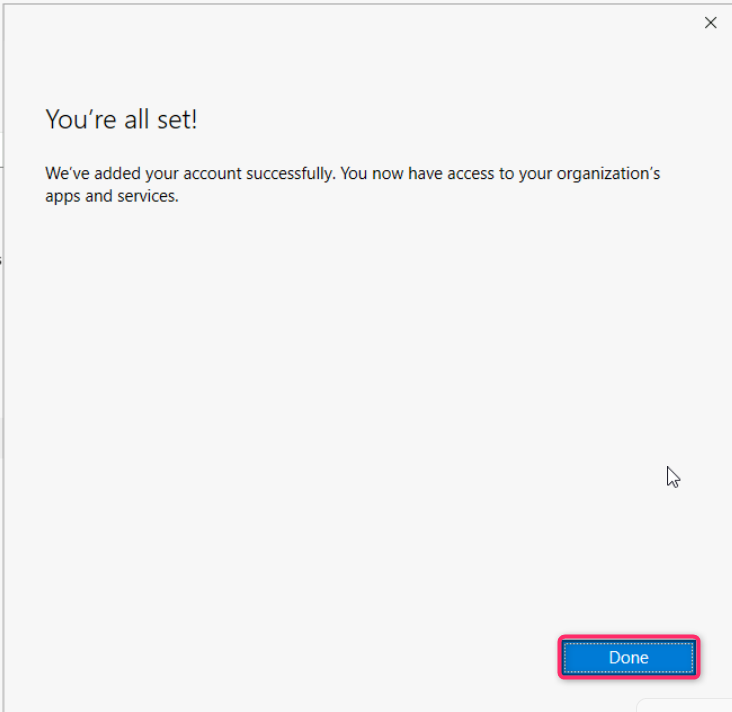 You're all set!
We've added your account successfully. You now have access to your organization's
apps and services.
Done